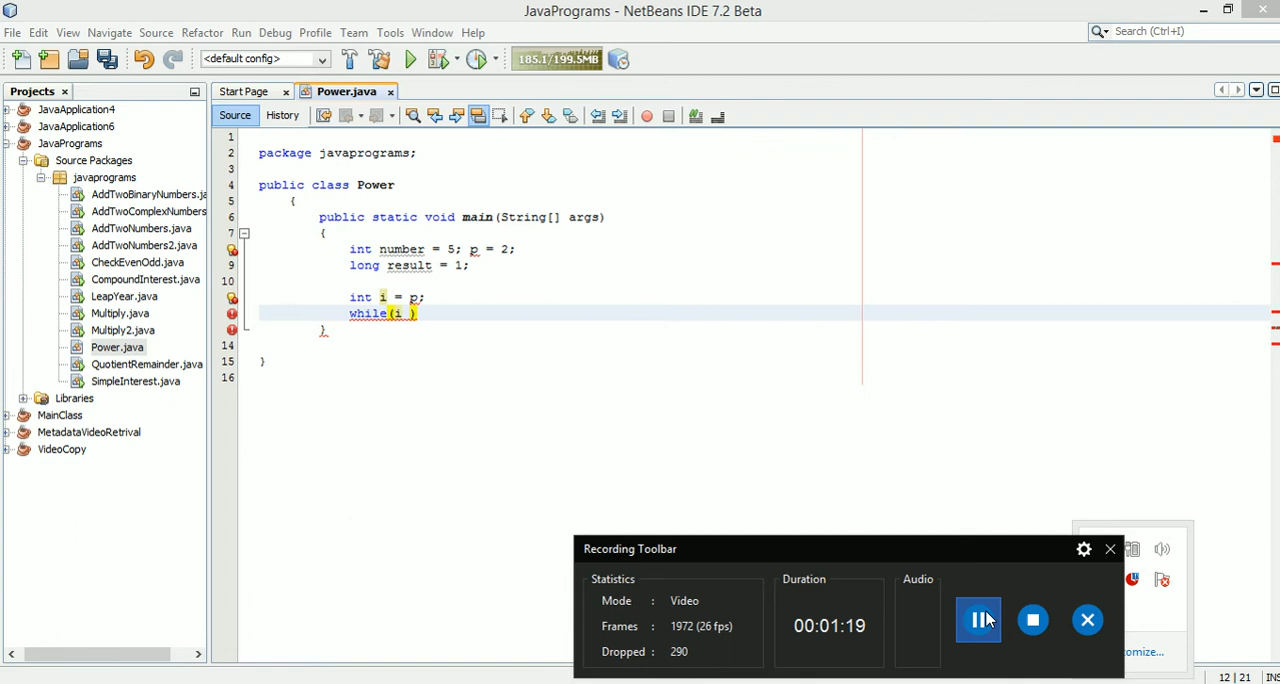 JavaPrograms - NetBeans IDE 7.2 Beta
File Edit View Navigate Source Refactor Run Debug Profile Team Tools Window Help
Search (Ctrl+I)
<default config>
185.1/199.5MB
Projects
Start Page
Power.java
Source
History
JavaApplication4
JavaApplication6
JavaPrograms
Source Packages
javaprograms
AddTwoBinaryNumbers.ja
AddTwoComplexNumbers
AddTwoNumbers.java
AddTwoNumbers2.java
CheckEvenOdd.java
CompoundInterest.java
LeapYear.java
Multiply.java
Multiply2.java
Power.java
QuotientRemainder.java
SimpleInterest.java
Libraries
MainClass
MetadataVideoRetrival
VideoCopy
1
2 package javaprograms;
3
4 public class Power
5 {
6 public static void main(String[] args)
7 {
int number = 5; p = 2;
9 long result = 1;
10
int i = p;
while(i )
}
14
15 }
16
Recording Toolbar
Statistics
Mode : Video
Frames : 1972 (26 fps)
Dropped : 290
Duration
00:01:19
Audio
tomize...
12 | 21 INS